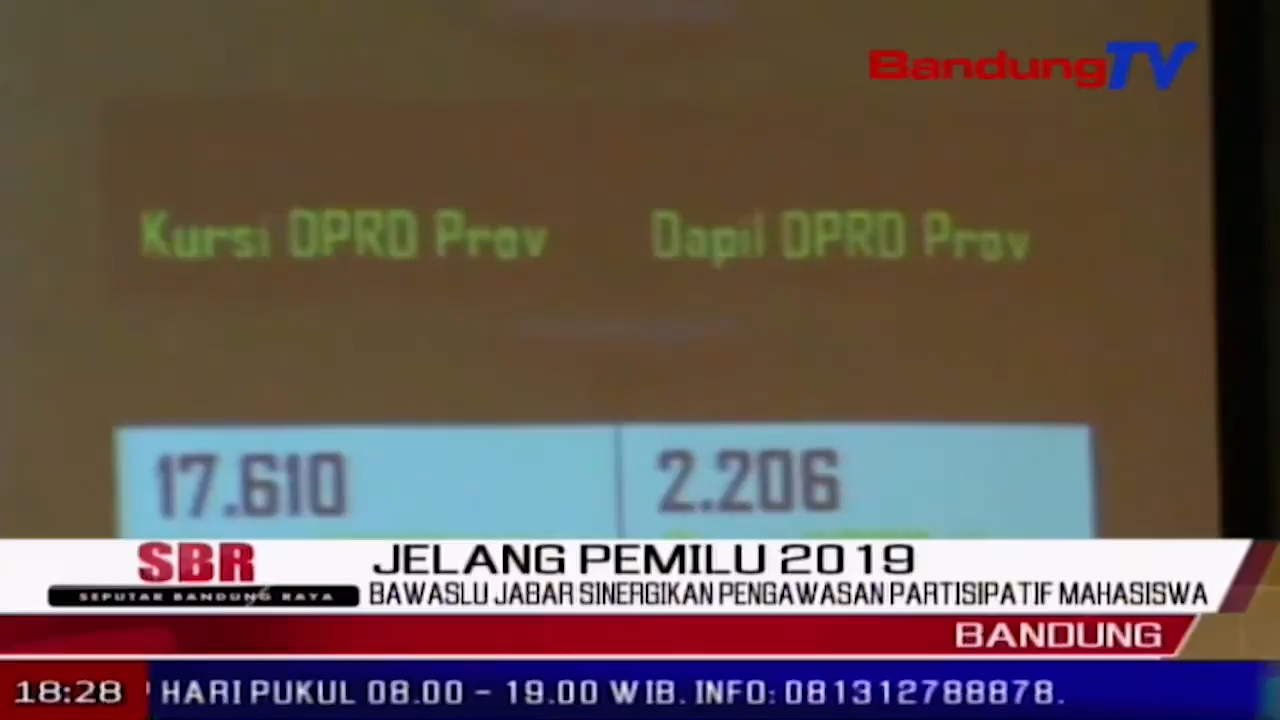 BandungTV
Kursi DPRD Prov
Dapil DPRD Prov
17.610
2.206
SBR
SEPUTAR BANDUNG RAYA
JELANG PEMILU 2019
BAWASLU JABAR SINERGIKAN PENGAWASAN PARTISIPATIF MAHASISWA
BANDUNG
18:28
HARI PUKUL 08.00 - 19.00 WIB. INFO: 081312788878.